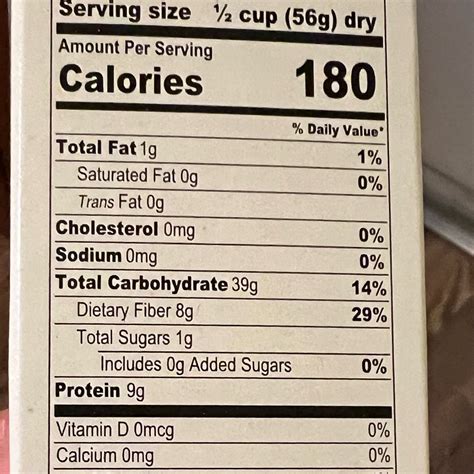 Serving size ½ cup (56g) dry
Amount Per Serving
Calories 180
% Daily Value*
Total Fat 1g 1%
Saturated Fat 0g 0%
Trans Fat 0g
Cholesterol 0mg 0%
Sodium 0mg 0%
Total Carbohydrate 39g 14%
Dietary Fiber 8g 29%
Total Sugars 1g
Includes 0g Added Sugars 0%
Protein 9g
Vitamin D 0mcg 0%
Calcium 0mg 0%